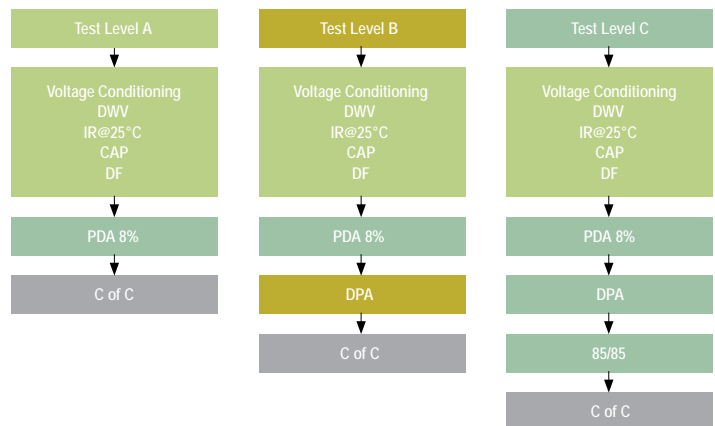 Test Level A
Voltage Conditioning
DWV
IR@25°C
CAP
DF
PDA 8%
C of C
Test Level B
Voltage Conditioning
DWV
IR@25°C
CAP
DF
PDA 8%
DPA
C of C
Test Level C
Voltage Conditioning
DWV
IR@25°C
CAP
DF
PDA 8%
DPA
85/85
C of C